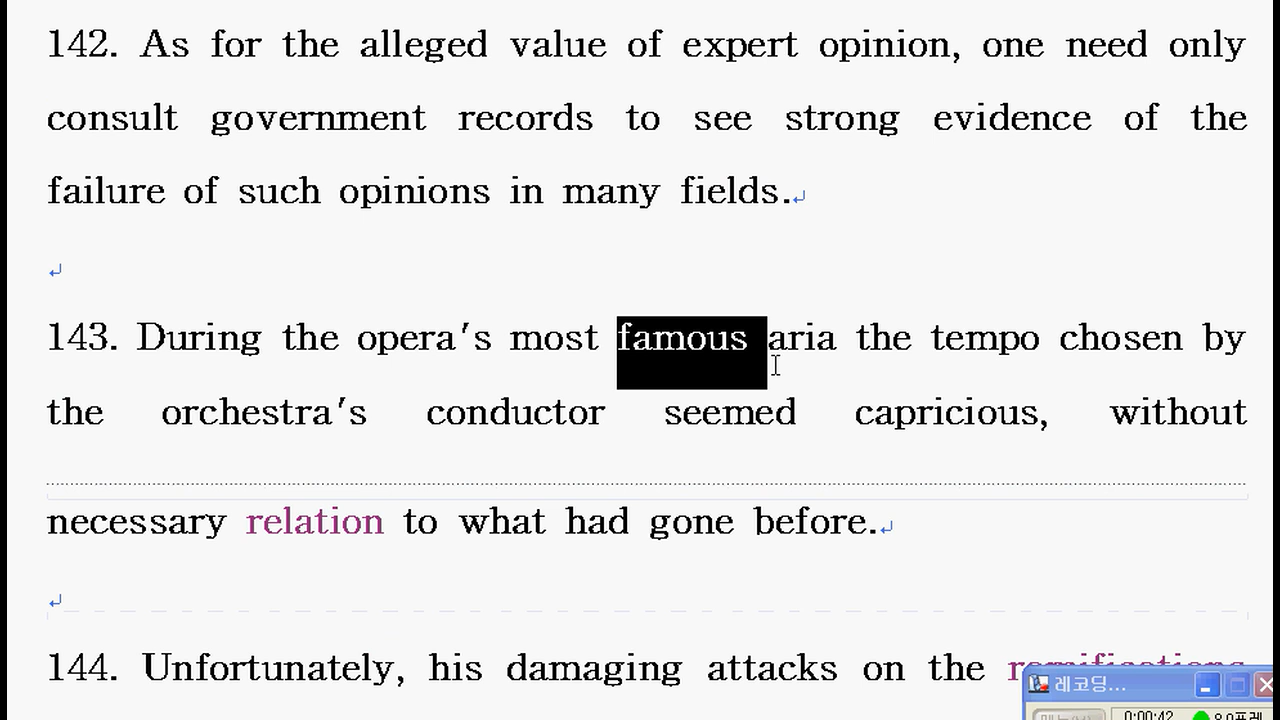 142. As for the alleged value of expert opinion, one need only
consult government records to see strong evidence of the
failure of such opinions in many fields.
143. During the opera's most famous aria the tempo chosen by
the orchestra's conductor seemed capricious, without
necessary relation to what had gone before.
144. Unfortunately, his damaging attacks on the ramifications
레코딩...
0:00:42